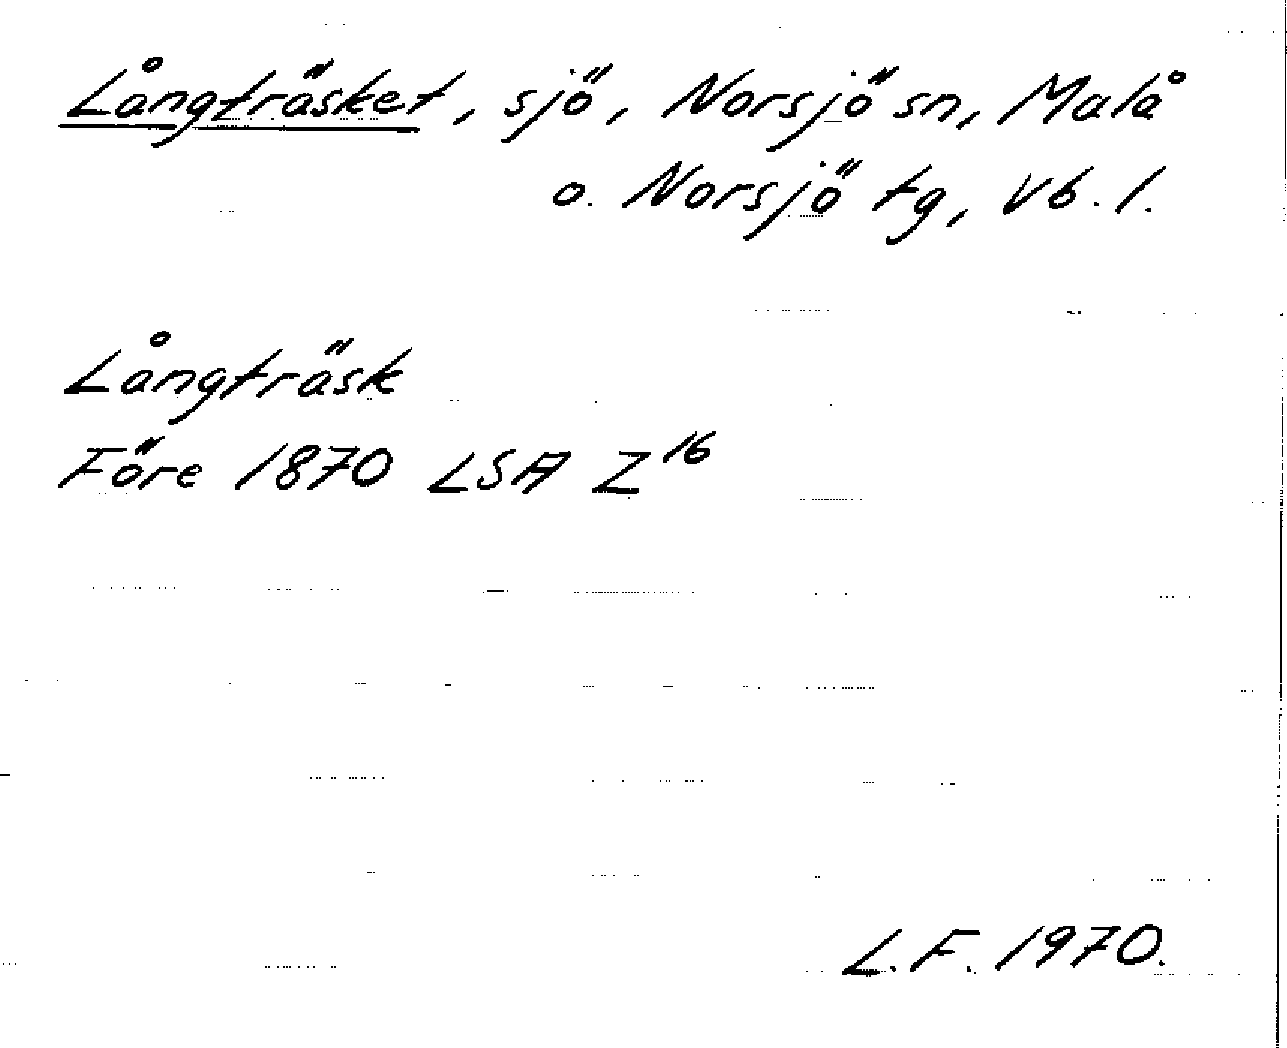 Långträsket, sjö, Norsjö sn, Malå
o. Norsjö tg, Vb. l.
Långträsk
Före 1870 LSA Z16
L.F. 1970.